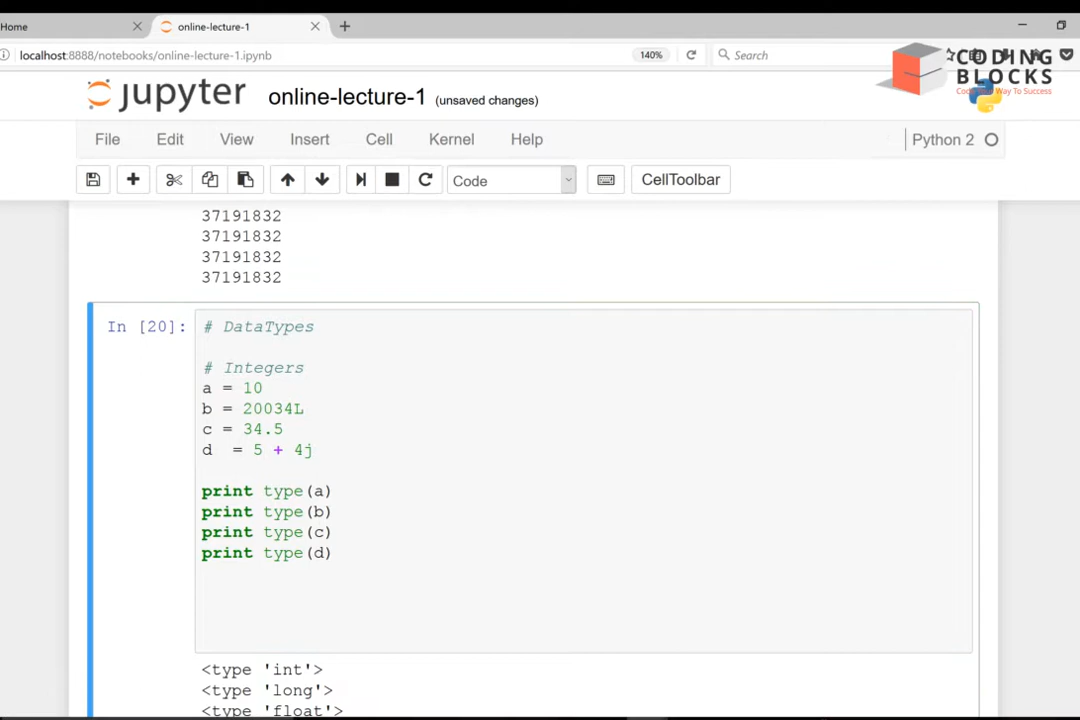 Home
online-lecture-1
localhost:8888/notebooks/online-lecture-1.ipynb
140%
Search
CODING
BLOCKS
Way To Success
jupyter
online-lecture-1 (unsaved changes)
File Edit View Insert Cell Kernel Help
Python 2
Code
CellToolbar
37191832
37191832
37191832
37191832
In [20]:
# DataTypes
# Integers
a = 10
b = 20034L
c = 34.5
d  = 5 + 4j
print type(a)
print type(b)
print type(c)
print type(d)
<type 'int'>
<type 'long'>
<type 'float'>